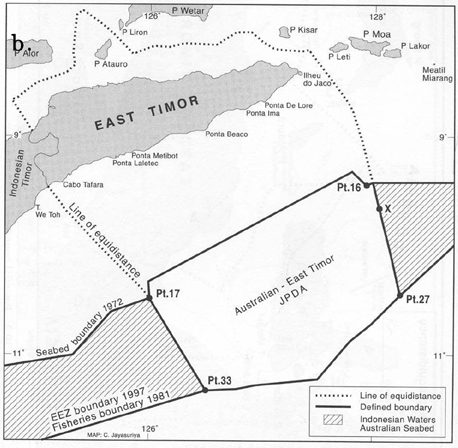 126°
128°
P Wetar
P Liron
b.
P Alor
P Atauro
P Kisar
P Moa
P Lakor
P Leti
Meatil
Miarang
Ilheu
do Jaco
EAST TIMOR
Ponta De Lore
Ponta Ima
9°
9°
Ponta Beaco
Ponta Metibot
Ponta Laletec
Indonesian
Timor
Cabo Tafara
T.
We Toh
Line of equidistance
Pt.16
X
Australian - East Timor
JPDA
Pt.17
Pt.27
Seabed boundary 1972
11°
11°
Pt.33
EEZ boundary 1997
Fisheries boundary 1981
Line of equidistance
Defined boundary
Indonesian Waters
Australian Seabed
MAP: C. Jayasuriya
126°